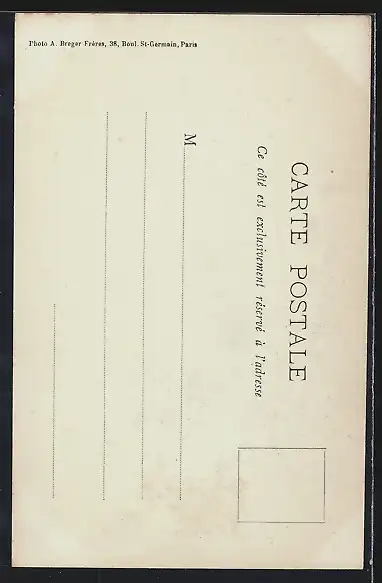 Photo A. Breger Frères, 38, Boul. St-Germain, Paris
CARTE POSTALE
Ce côté est exclusivement réservé à l'adresse
M